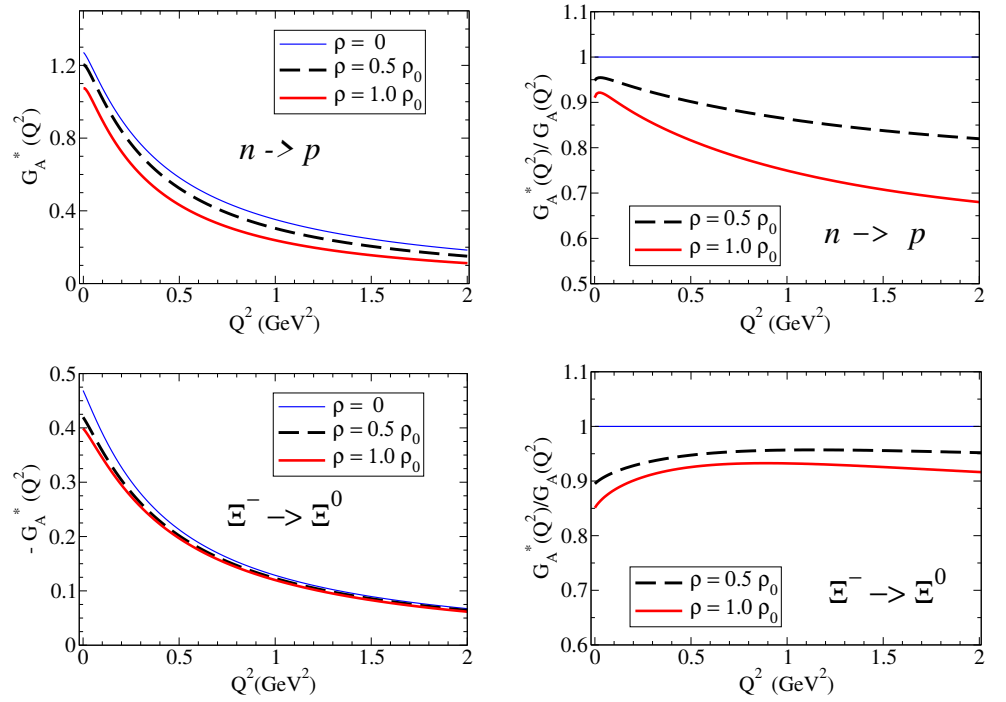 G_A^* (Q^2)
1.2
0.8
0.4
0
ρ = 0
ρ = 0.5 ρ_0
ρ = 1.0 ρ_0
n -> p
0 0.5 1 1.5 2
Q^2 (GeV^2)
G_A^*(Q^2)/ G_A(Q^2)
1.1
1
0.9
0.8
0.7
0.6
0.5
ρ = 0.5 ρ_0
ρ = 1.0 ρ_0
n -> p
0 0.5 1 1.5 2
Q^2 (GeV^2)
- G_A^* (Q^2)
0.5
0.4
0.3
0.2
0.1
0
ρ = 0
ρ = 0.5 ρ_0
ρ = 1.0 ρ_0
Ξ^- -> Ξ^0
0 0.5 1 1.5 2
Q^2(GeV^2)
G_A^*(Q^2)/G_A(Q^2)
1.1
1
0.9
0.8
0.7
0.6
ρ = 0.5 ρ_0
ρ = 1.0 ρ_0
Ξ^- -> Ξ^0
0 0.5 1 1.5 2
Q^2 (GeV^2)